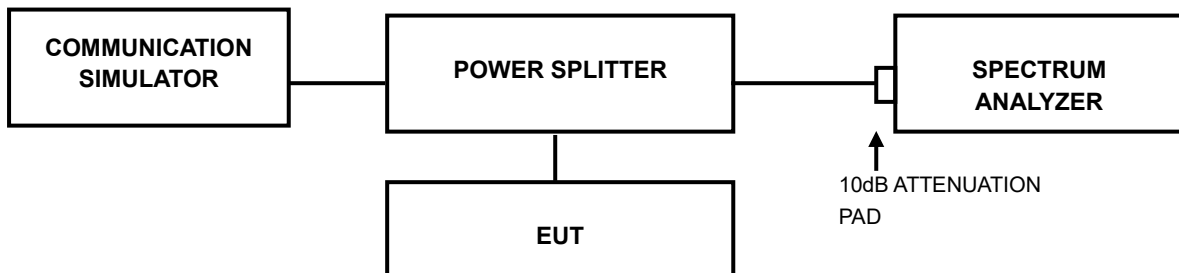 COMMUNICATION
SIMULATOR
POWER SPLITTER
SPECTRUM
ANALYZER
10dB ATTENUATION
PAD
EUT